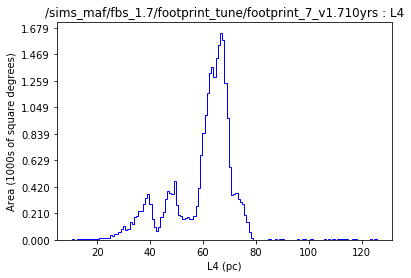 /sims_maf/fbs_1.7/footprint_tune/footprint_7_v1.710yrs : L4
1.679
1.469
1.259
1.049
0.839
0.629
0.420
0.210
0.000
Area (1000s of square degrees)
20 40 60 80 100 120
L4 (pc)